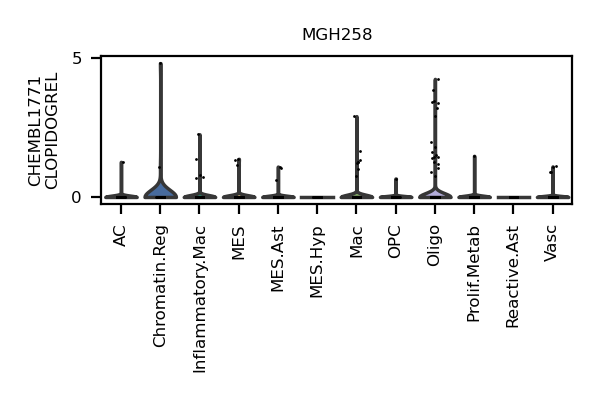 MGH258
CHEMBL1771
CLOPIDOGREL
5
0
AC
Chromatin.Reg
Inflammatory.Mac
MES
MES.Ast
MES.Hyp
Mac
OPC
Oligo
Prolif.Metab
Reactive.Ast
Vasc